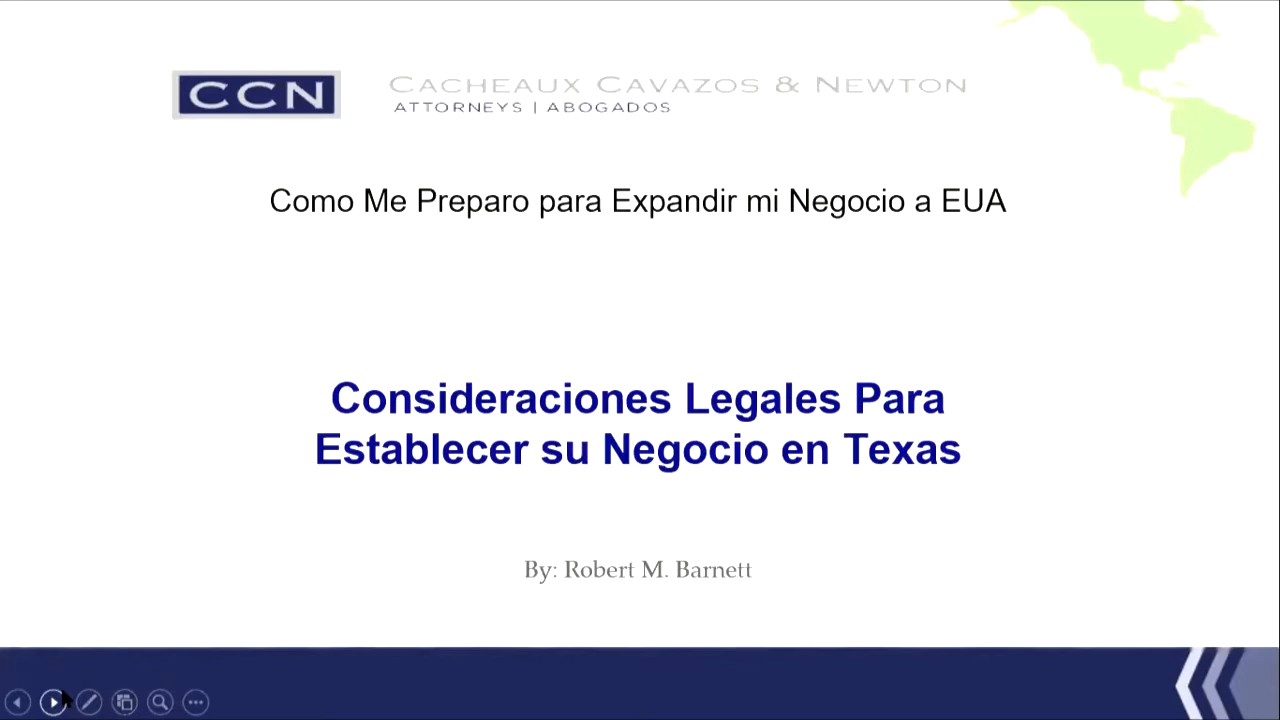 CCN
CACHEAUX CAVAZOS & NEWTON
ATTORNEYS | ABOGADOS
Como Me Preparo para Expandir mi Negocio a EUA
Consideraciones Legales Para
Establecer su Negocio en Texas
By: Robert M. Barnett